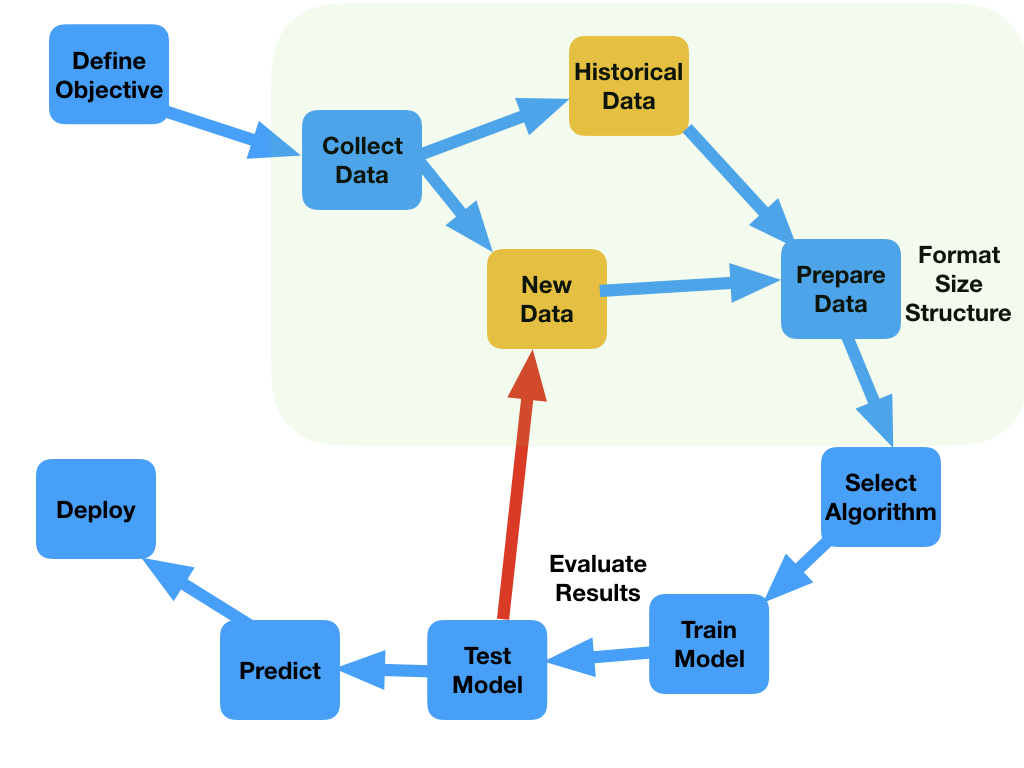 Define
Objective
Collect
Data
Historical
Data
New
Data
Prepare
Data
Format
Size
Structure
Select
Algorithm
Train
Model
Evaluate
Results
Test
Model
Predict
Deploy